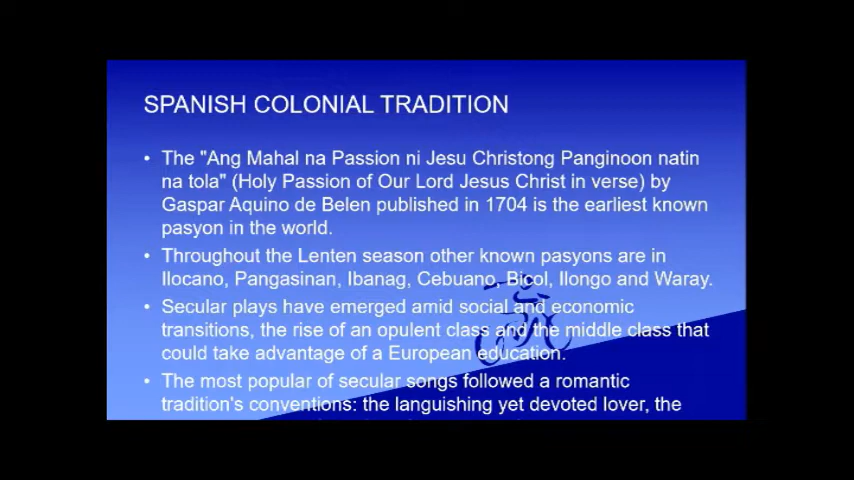 SPANISH COLONIAL TRADITION
• The "Ang Mahal na Passion ni Jesu Christong Panginoon natin
na tola" (Holy Passion of Our Lord Jesus Christ in verse) by
Gaspar Aquino de Belen published in 1704 is the earliest known
pasyon in the world.
• Throughout the Lenten season other known pasyons are in
Ilocano, Pangasinan, Ibanag, Cebuano, Bicol, Ilongo and Waray.
• Secular plays have emerged amid social and economic
transitions, the rise of an opulent class and the middle class that
could take advantage of a European education.
• The most popular of secular songs followed a romantic
tradition's conventions: the languishing yet devoted lover, the